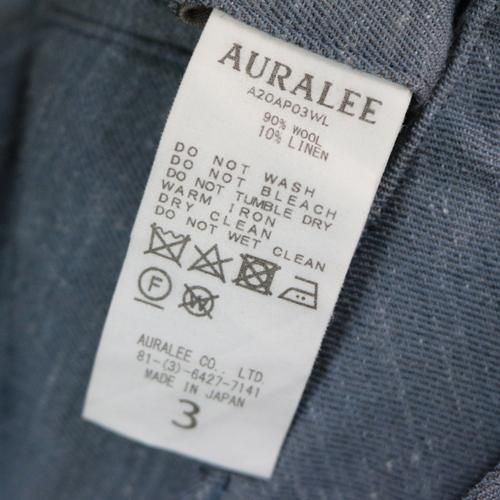 AURALEE
A20AP03WL
90% WOOL
10% LINEN
DO NOT WASH
DO NOT BLEACH
DO NOT TUMBLE DRY
WARM IRON
DRY CLEAN
DO NOT WET CLEAN
F
W
AURALEE CO., LTD.
81-(3)-6427-7141
MADE IN JAPAN
3